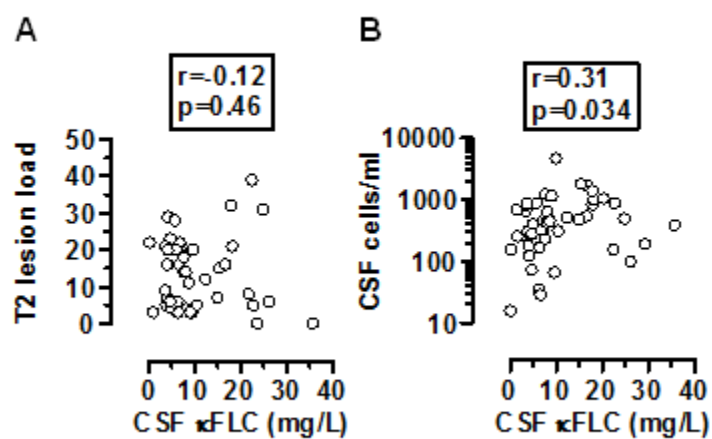 A
r=-0.12
p=0.46
T2 lesion load
50
40
30
20
10
0
0 10 20 30 40
CSF κFLC (mg/L)
B
r=0.31
p=0.034
CSF cells/ml
10000
1000
100
10
0 10 20 30 40
CSF κFLC (mg/L)